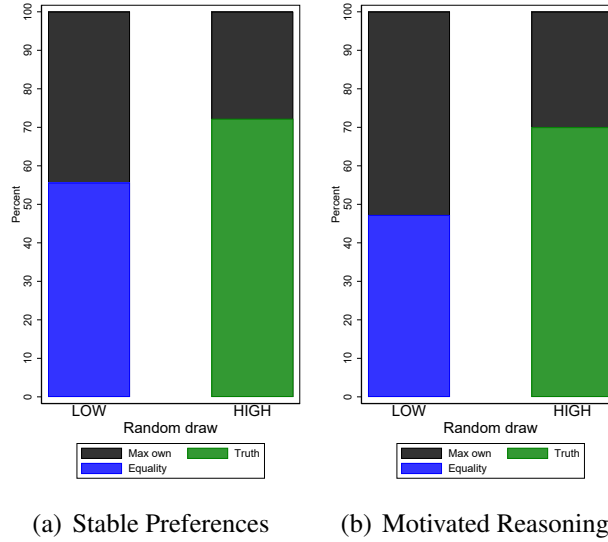 100
90
80
70
60
50
40
30
20
10
0
Percent
LOW
HIGH
Random draw
Max own
Truth
Equality
(a) Stable Preferences
100
90
80
70
60
50
40
30
20
10
0
Percent
LOW
HIGH
Random draw
Max own
Truth
Equality
(b) Motivated Reasoning